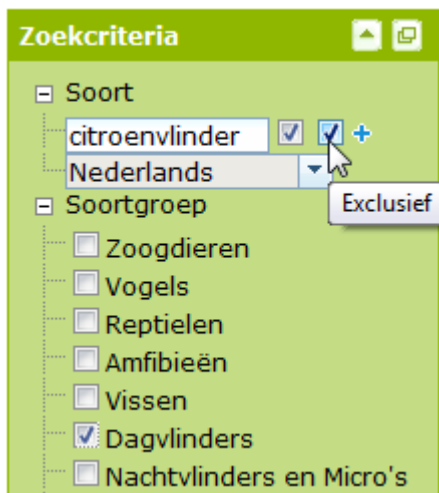 Zoekcriteria
Soort
citroenvlinder
Nederlands
Exclusief
Soortgroep
Zoogdieren
Vogels
Reptielen
Amfibieën
Vissen
Dagvlinders
Nachtvlinders en Micro's